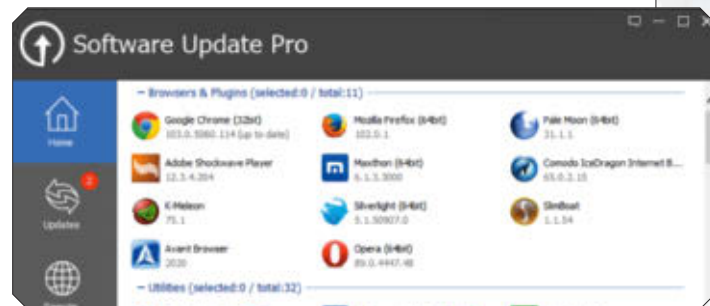 Software Update Pro
Home
Updates
− Browsers & Plugins (selected:0 / total:11)
Google Chrome (32bit)
103.0.5060.114 (up to date)
Mozilla Firefox (64bit)
102.0.1
Pale Moon (64bit)
31.1.1
Adobe Shockwave Player
12.3.4.204
Maxthon (64bit)
6.1.3.3000
Comodo IceDragon Internet B...
65.0.2.15
K-Meleon
75.1
Silverlight (64bit)
5.1.50907.0
SlimBoat
1.1.54
Avant Browser
2020
Opera (64bit)
89.0.4447.48
− Utilities (selected:0 / total:32)